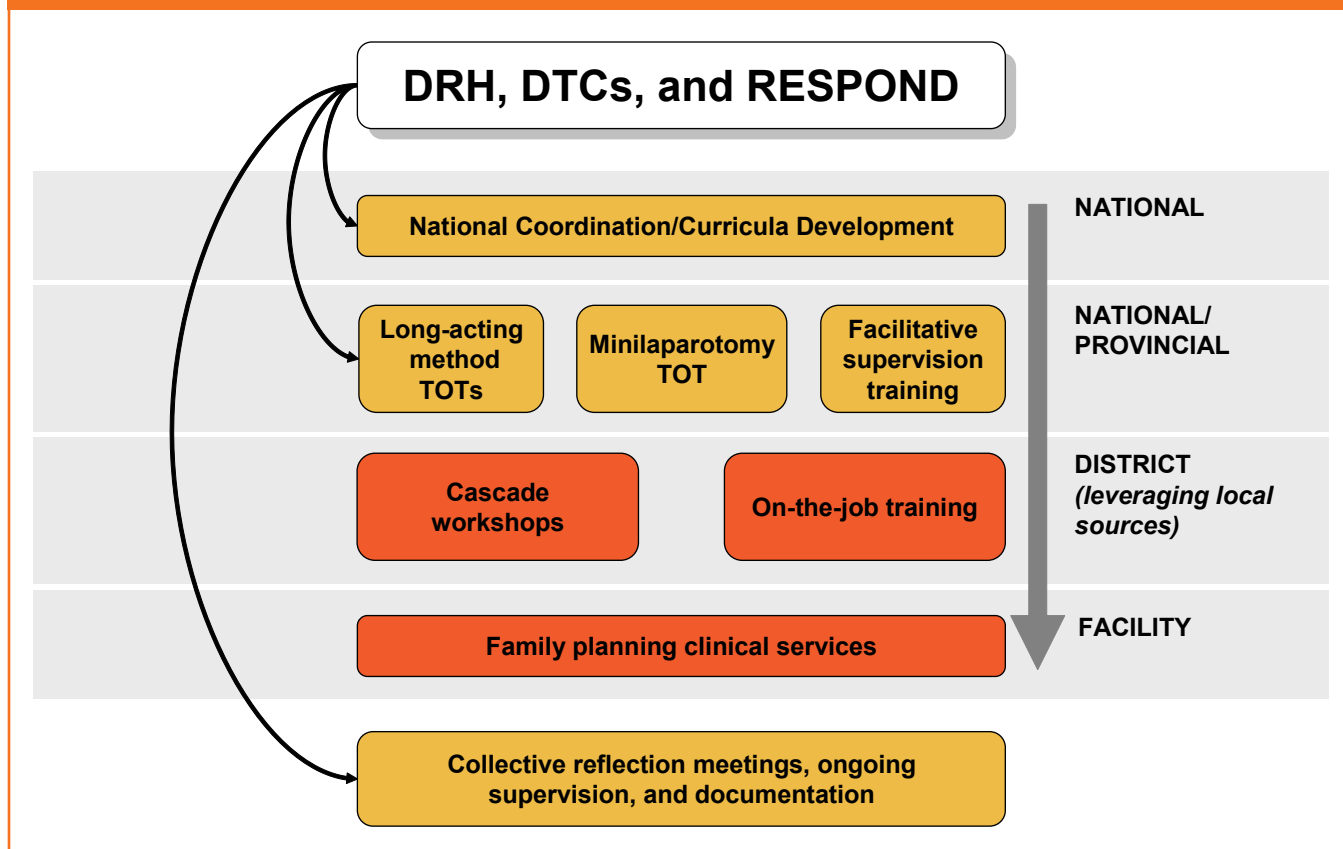 DRH, DTCs, and RESPOND
National Coordination/Curricula Development
NATIONAL
Long-acting
method
TOTs
Minilaparotomy
TOT
Facilitative
supervision
training
NATIONAL/
PROVINCIAL
Cascade
workshops
On-the-job training
DISTRICT
(leveraging local
sources)
Family planning clinical services
FACILITY
Collective reflection meetings, ongoing
supervision, and documentation